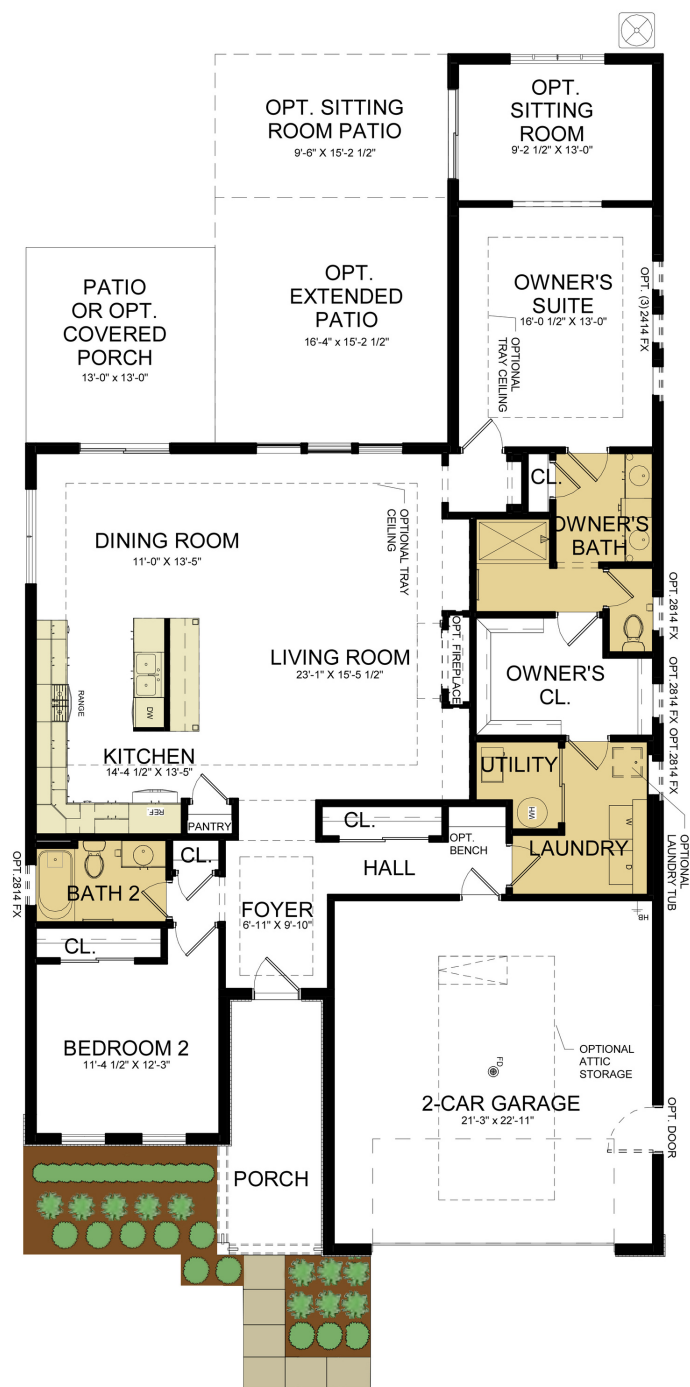 OPT. SITTING
ROOM PATIO
9'-6" X 15'-2 1/2"
OPT.
SITTING
ROOM
9'-2 1/2" X 13'-0"
PATIO
OR OPT.
COVERED
PORCH
13'-0" x 13'-0"
OPT.
EXTENDED
PATIO
16'-4" x 15'-2 1/2"
OWNER'S
SUITE
16'-0 1/2" X 13'-0"
OPTIONAL
TRAY CEILING
OPT. (3) 2414 FX
CL.
OWNER'S
BATH
DINING ROOM
11'-0" X 13'-5"
OPTIONAL TRAY
CEILING
OPT. 2814 FX
LIVING ROOM
23'-1" X 15'-5 1/2"
OPT. FIREPLACE
OWNER'S
CL.
OPT. 2814 FX
RANGE
DW
KITCHEN
14'-4 1/2" X 13'-5"
REF
PANTRY
UTILITY
WH
OPT. 2814 FX
W
D
LAUNDRY
OPTIONAL
LAUNDRY TUB
CL.
OPT.
BENCH
HALL
OPT. 2814 FX
BATH 2
CL.
FOYER
6'-11" X 9'-10"
CL.
HB
BEDROOM 2
11'-4 1/2" X 12'-3"
OPTIONAL
ATTIC
STORAGE
FD
2-CAR GARAGE
21'-3" x 22'-11"
OPT. DOOR
PORCH